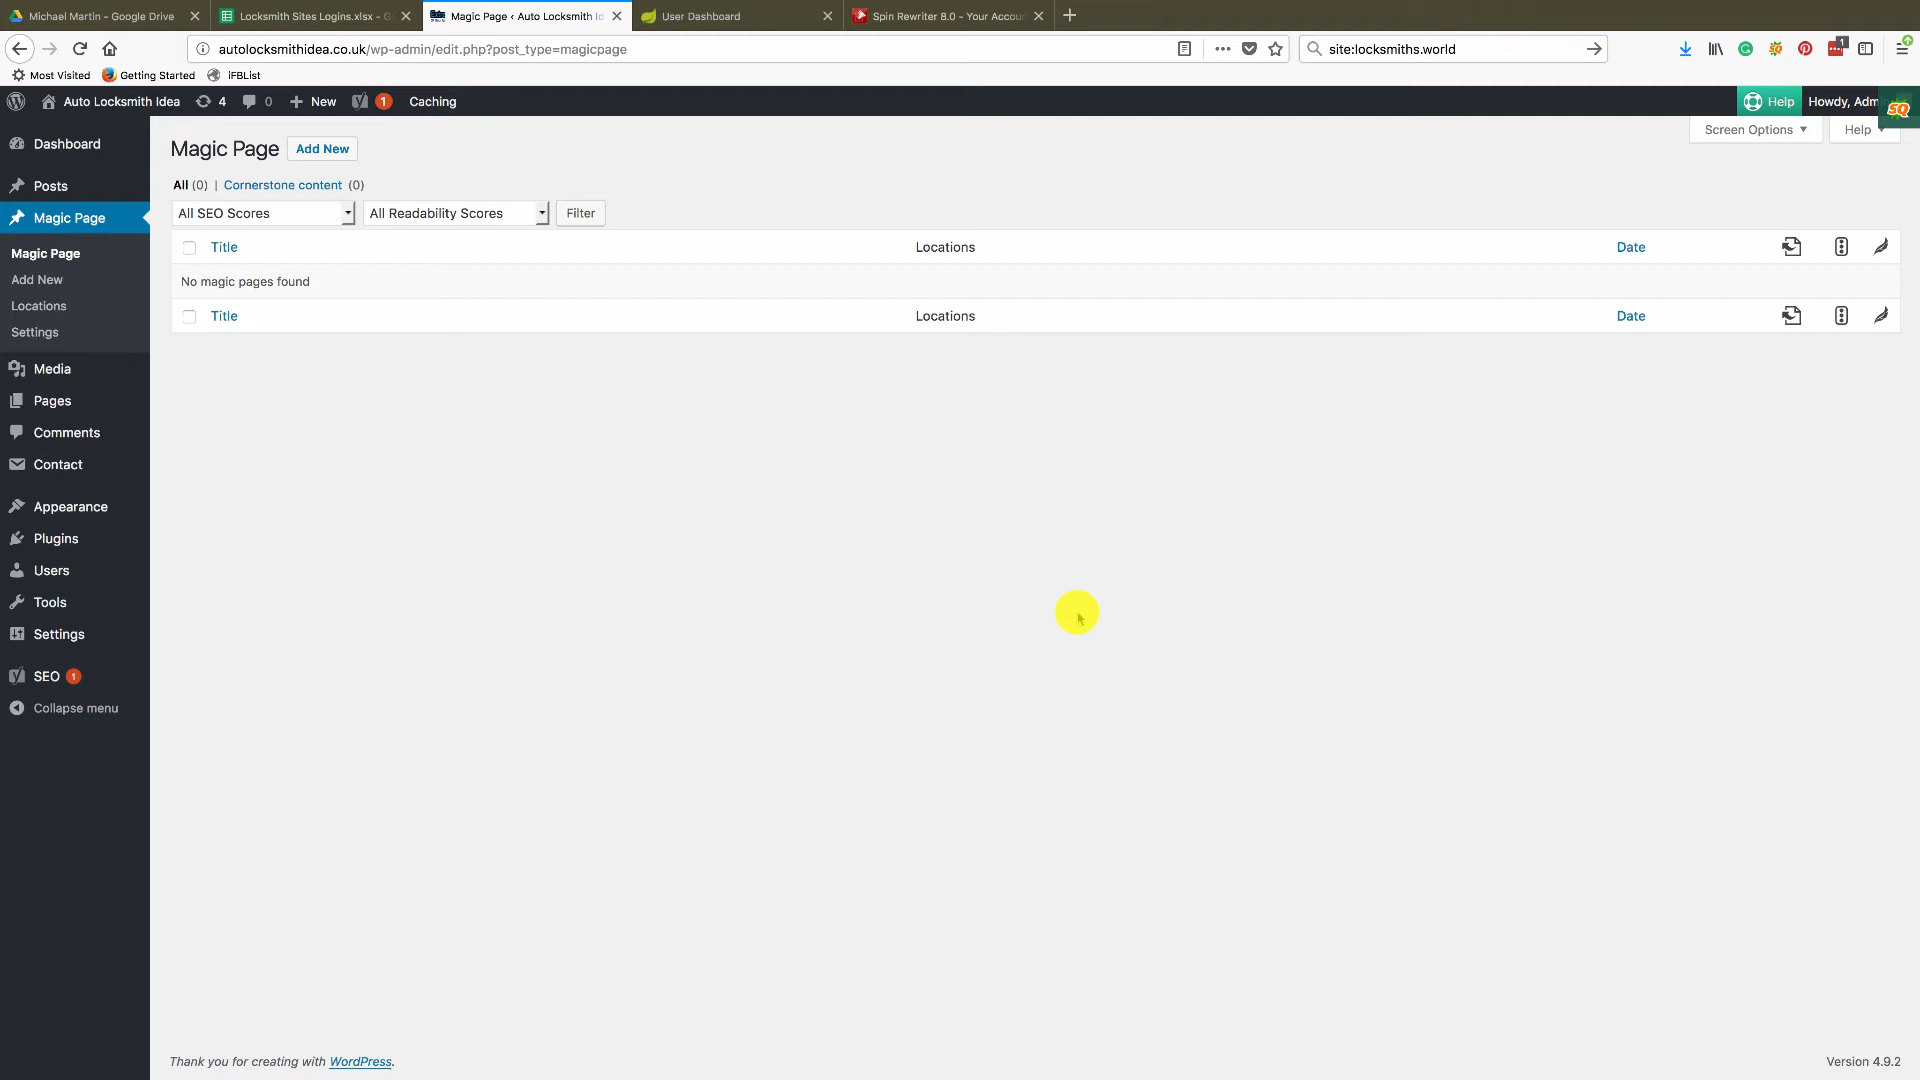 Michael Martin - Google Drive
Locksmith Sites Logins.xlsx - G
Magic Page ‹ Auto Locksmith Id
User Dashboard
Spin Rewriter 8.0 - Your Accou
autolocksmithidea.co.uk/wp-admin/edit.php?post_type=magicpage
site:locksmiths.world
1
Most Visited
Getting Started
iFBList
Auto Locksmith Idea
4
0
New
1
Caching
Help
Howdy, Adm
SQ
Screen Options
Help
Dashboard
Posts
Magic Page
Magic Page
Add New
Locations
Settings
Media
Pages
Comments
Contact
Appearance
Plugins
Users
Tools
Settings
SEO 1
Collapse menu
Magic Page Add New
All (0) | Cornerstone content (0)
All SEO Scores
All Readability Scores
Filter
Title Locations Date
No magic pages found
Title Locations Date
Thank you for creating with WordPress.
Version 4.9.2